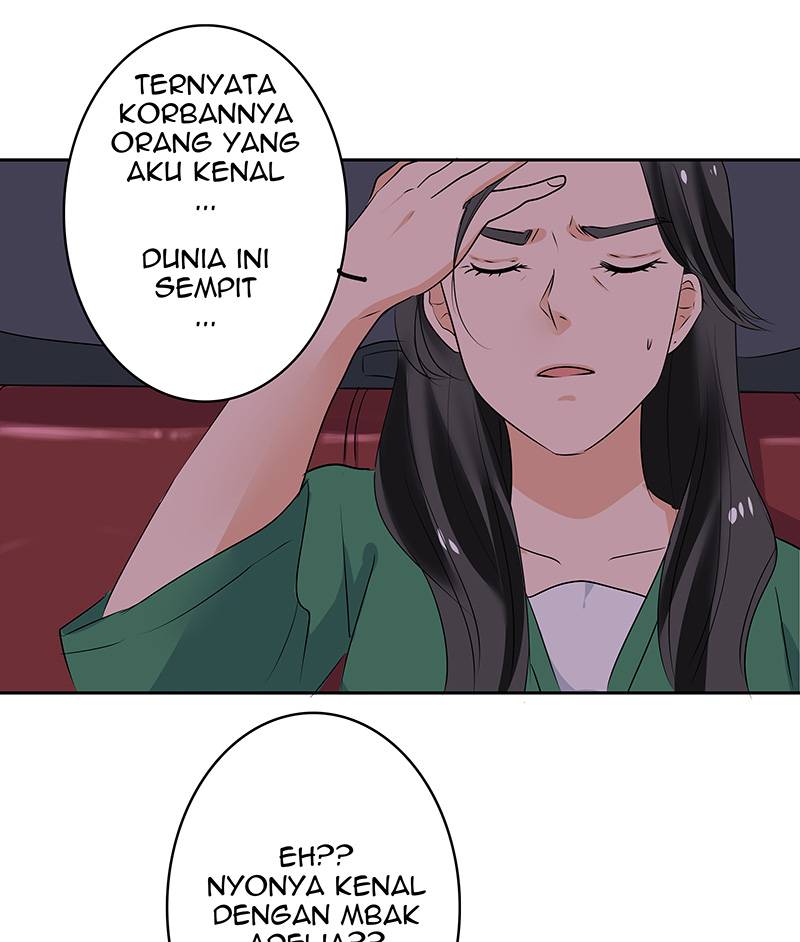 TERNYATA
KORBANNYA
ORANG YANG
AKU KENAL
...
DUNIA INI
SEMPIT
...
EH??
NYONYA KENAL
DENGAN MBAK